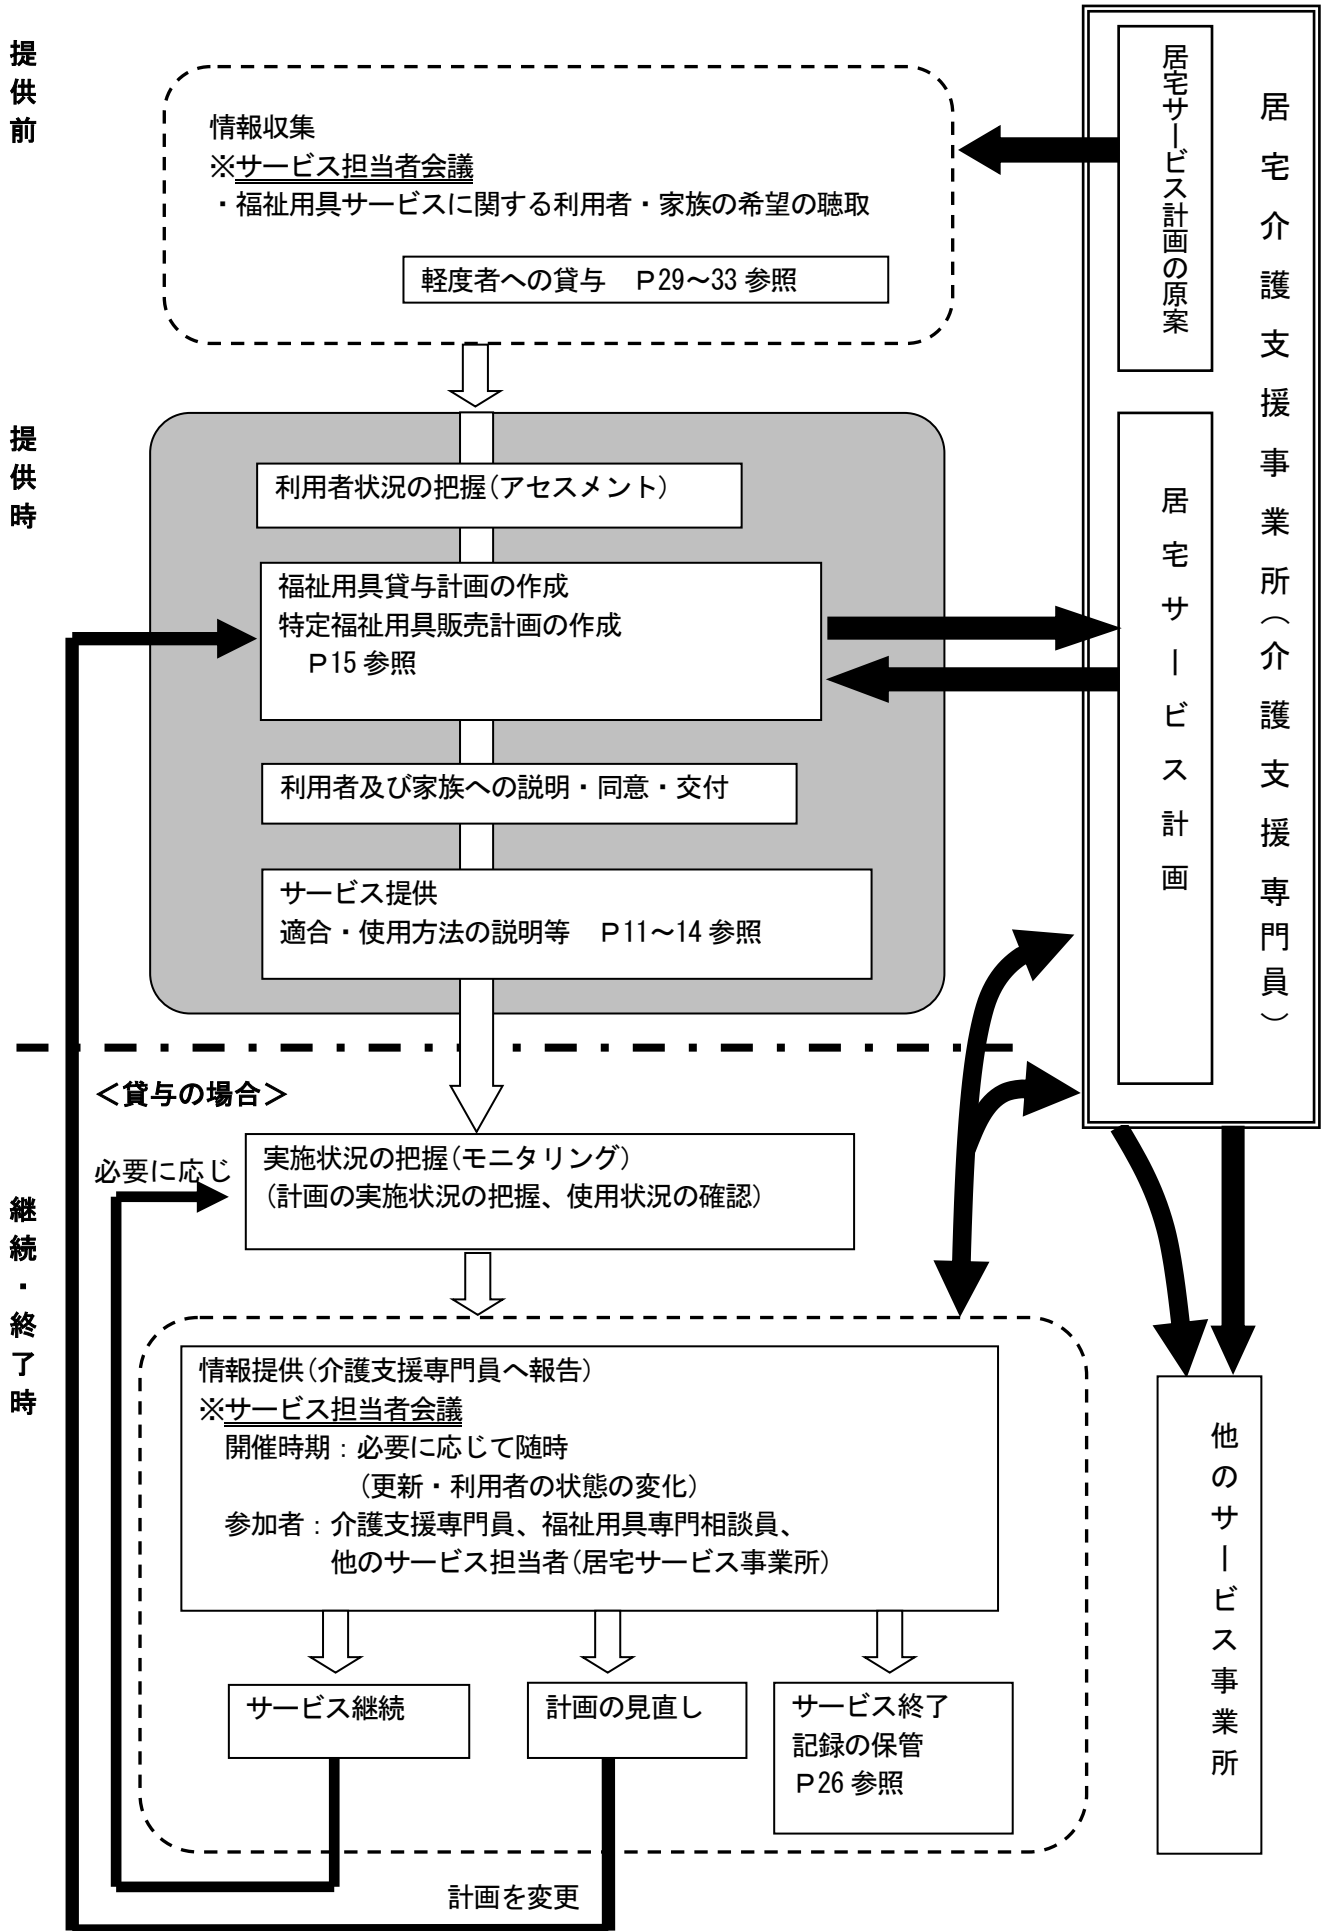 提供前
情報収集
※サービス担当者会議
・福祉用具サービスに関する利用者・家族の希望の聴取
軽度者への貸与　Ｐ29～33 参照
居宅サービス計画の原案
居宅介護支援事業所（介護支援専門員）
提供時
利用者状況の把握(アセスメント)
福祉用具貸与計画の作成
特定福祉用具販売計画の作成
Ｐ15 参照
居宅サービス計画
利用者及び家族への説明・同意・交付
サービス提供
適合・使用方法の説明等　Ｐ11～14 参照
＜貸与の場合＞
必要に応じ
実施状況の把握(モニタリング)
(計画の実施状況の把握、使用状況の確認)
継続・終了時
情報提供(介護支援専門員へ報告)
※サービス担当者会議
開催時期：必要に応じて随時
(更新・利用者の状態の変化)
参加者：介護支援専門員、福祉用具専門相談員、
他のサービス担当者(居宅サービス事業所)
他のサービス事業所
サービス継続
計画の見直し
サービス終了
記録の保管
Ｐ26 参照
計画を変更